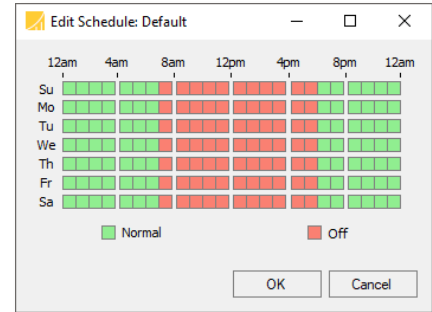 Edit Schedule: Default
12am 4am 8am 12pm 4pm 8pm 12am
Su
Mo
Tu
We
Th
Fr
Sa
Normal Off
OK Cancel